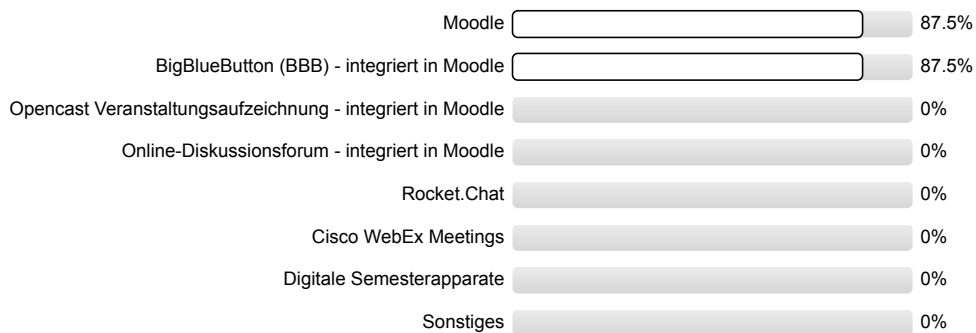 Moodle 87.5%
BigBlueButton (BBB) - integriert in Moodle 87.5%
Opencast Veranstaltungsaufzeichnung - integriert in Moodle 0%
Online-Diskussionsforum - integriert in Moodle 0%
Rocket.Chat 0%
Cisco WebEx Meetings 0%
Digitale Semesterapparate 0%
Sonstiges 0%